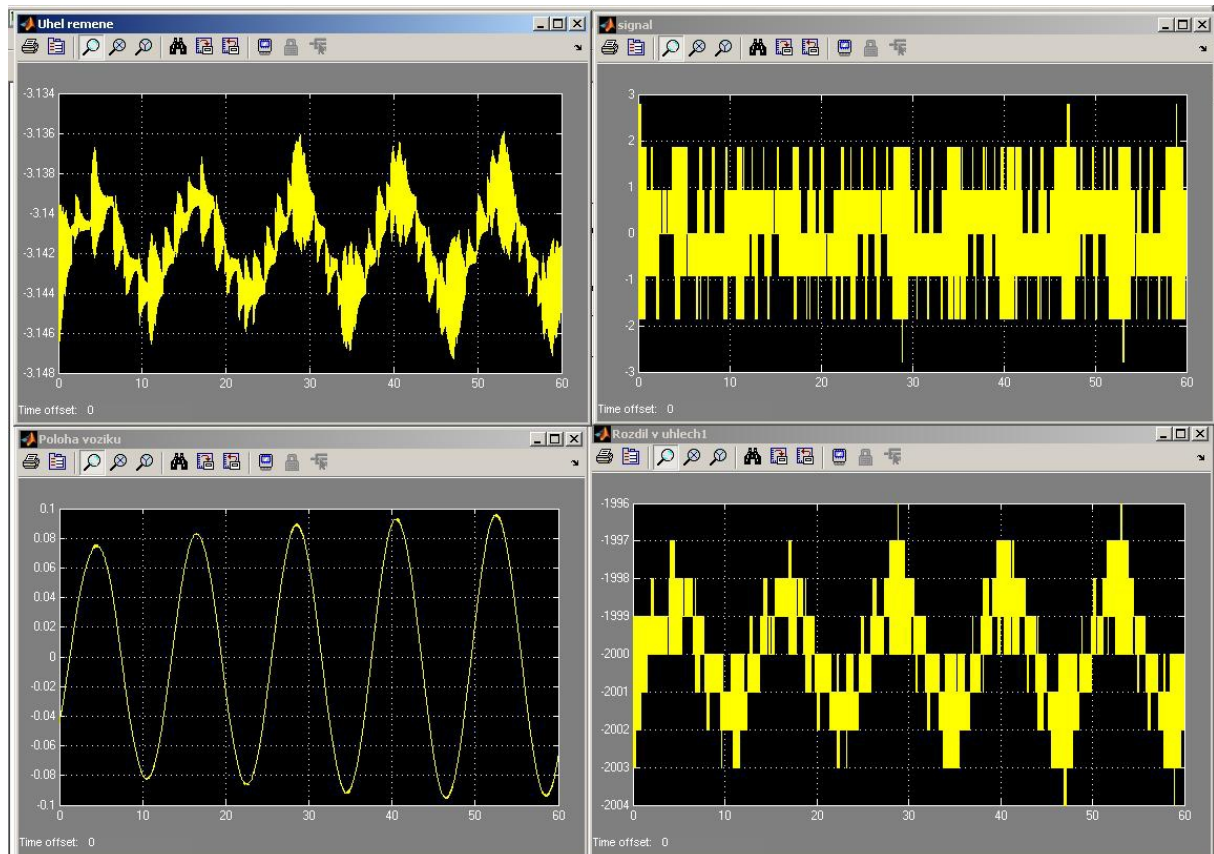 Uhel remene
-3.134
-3.136
-3.138
-3.14
-3.142
-3.144
-3.146
-3.148
0 10 20 30 40 50 60
Time offset: 0
signal
3
2
1
0
-1
-2
-3
0 10 20 30 40 50 60
Time offset: 0
Poloha voziku
0.1
0.08
0.06
0.04
0.02
0
-0.02
-0.04
-0.06
-0.08
-0.1
0 10 20 30 40 50 60
Time offset: 0
Rozdil v uhlech1
-1996
-1997
-1998
-1999
-2000
-2001
-2002
-2003
-2004
0 10 20 30 40 50 60
Time offset: 0